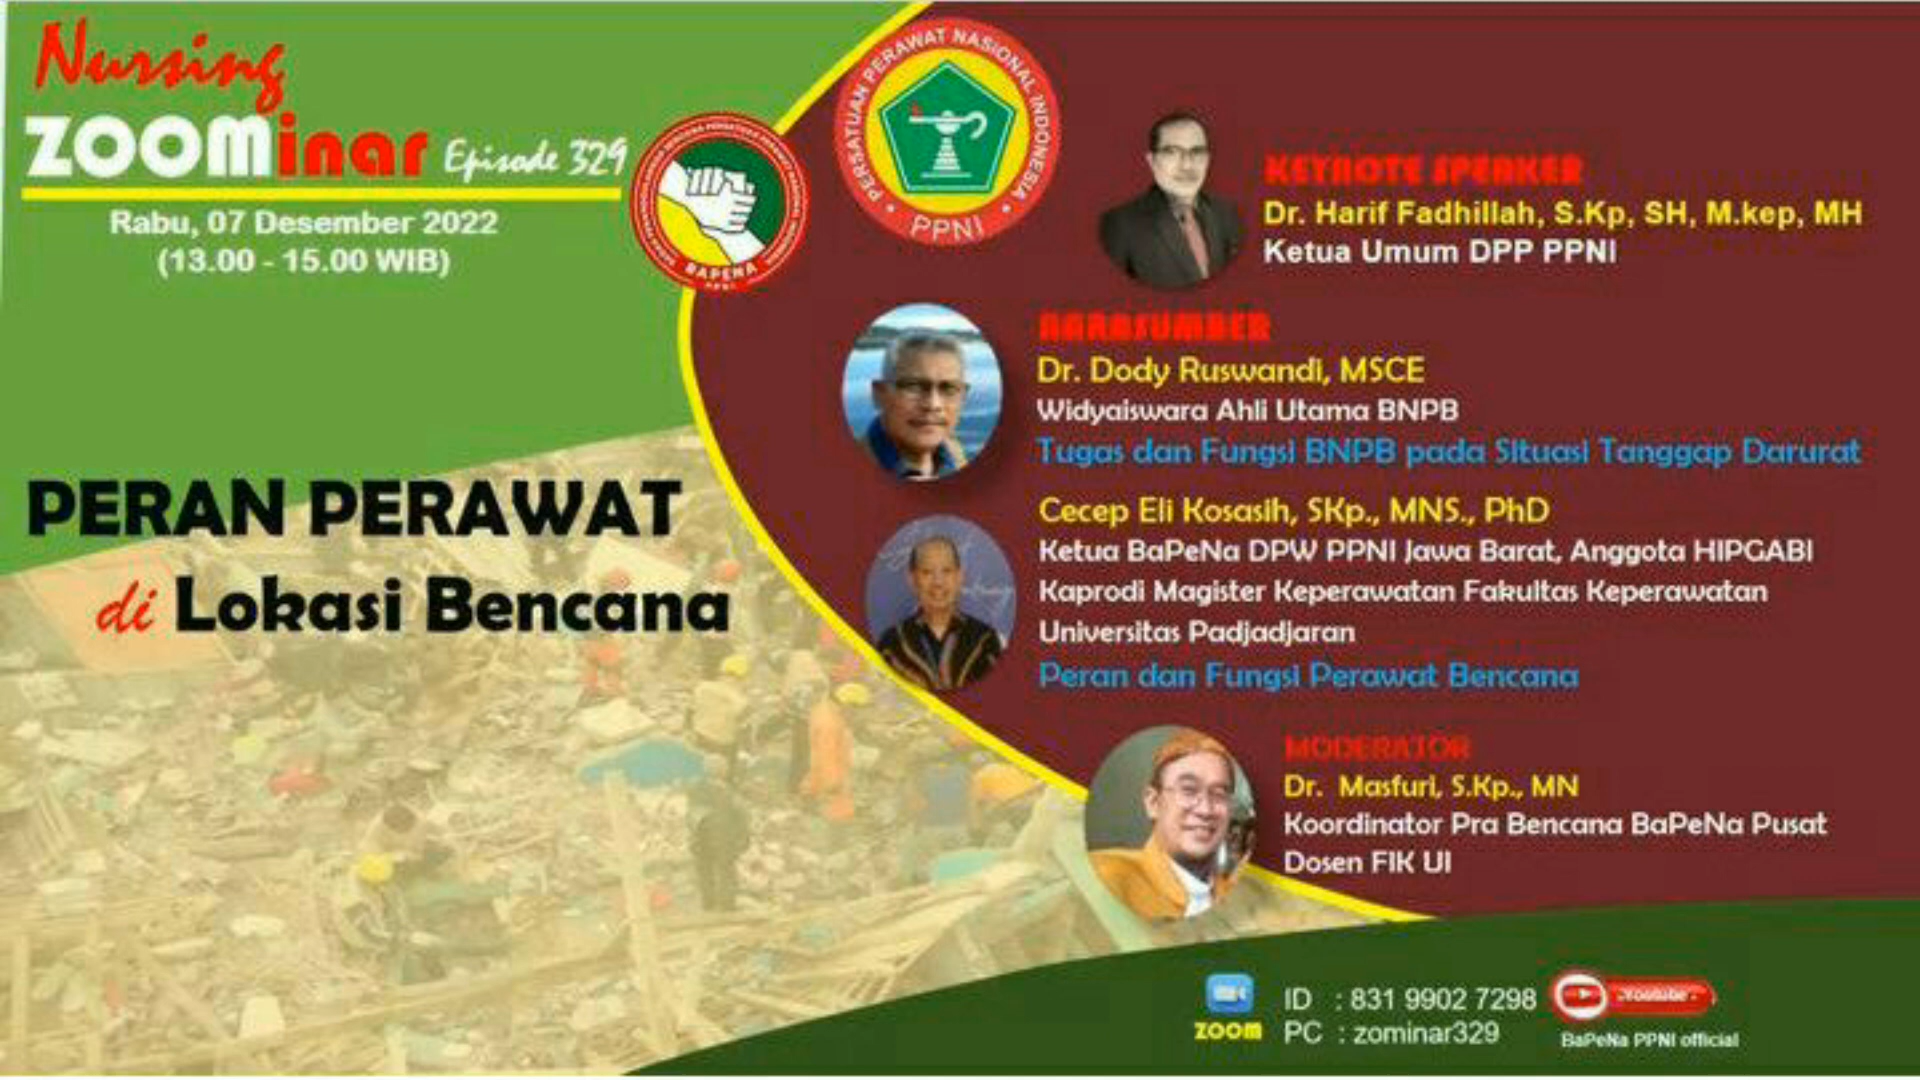 Nursing
ZOOMinar Episode 329
Rabu, 07 Desember 2022
(13.00 - 15.00 WIB)
BAPENA
PPNI
PERSATUAN PERAWAT NASIONAL INDONESIA
PPNI
KEYNOTE SPEAKER
Dr. Harif Fadhillah, S.Kp, SH, M.kep, MH
Ketua Umum DPP PPNI
NARASUMBER
Dr. Dody Ruswandi, MSCE
Widyaiswara Ahli Utama BNPB
Tugas dan Fungsi BNPB pada Situasi Tanggap Darurat
Cecep Eli Kosasih, SKp., MNS., PhD
Ketua BaPeNa DPW PPNI Jawa Barat, Anggota HIPGABI
Kaprodi Magister Keperawatan Fakultas Keperawatan
Universitas Padjadjaran
Peran dan Fungsi Perawat Bencana
PERAN PERAWAT
di Lokasi Bencana
MODERATOR
Dr. Masfuri, S.Kp., MN
Koordinator Pra Bencana BaPeNa Pusat
Dosen FIK UI
ZOOM
ID : 831 9902 7298
PC : zominar329
Youtube
BaPeNa PPNI official